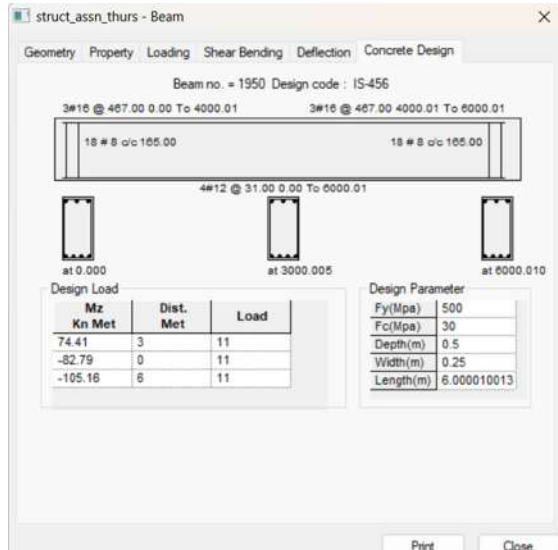 struct_assn_thurs - Beam
Geometry Property Loading Shear Bending Deflection Concrete Design
Beam no. = 1950 Design code : IS-456
3#16 @ 467.00 0.00 To 4000.01 3#16 @ 467.00 4000.01 To 6000.01
18 # 8 c/c 165.00 18 # 8 c/c 165.00
4#12 @ 31.00 0.00 To 6000.01
at 0.000 at 3000.005 at 6000.010
Design Load Design Parameter
Mz Kn Met Dist. Met Load
74.41 3 11
-82.79 0 11
-105.16 6 11
Fy(Mpa) 500
Fc(Mpa) 30
Depth(m) 0.5
Width(m) 0.25
Length(m) 6.000010013
Print Close